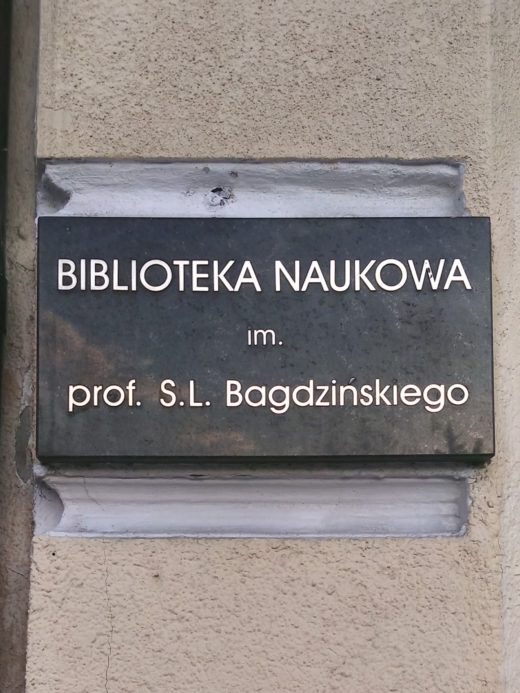 BIBLIOTEKA NAUKOWA
im.
prof. S.L. Bagdzińskiego